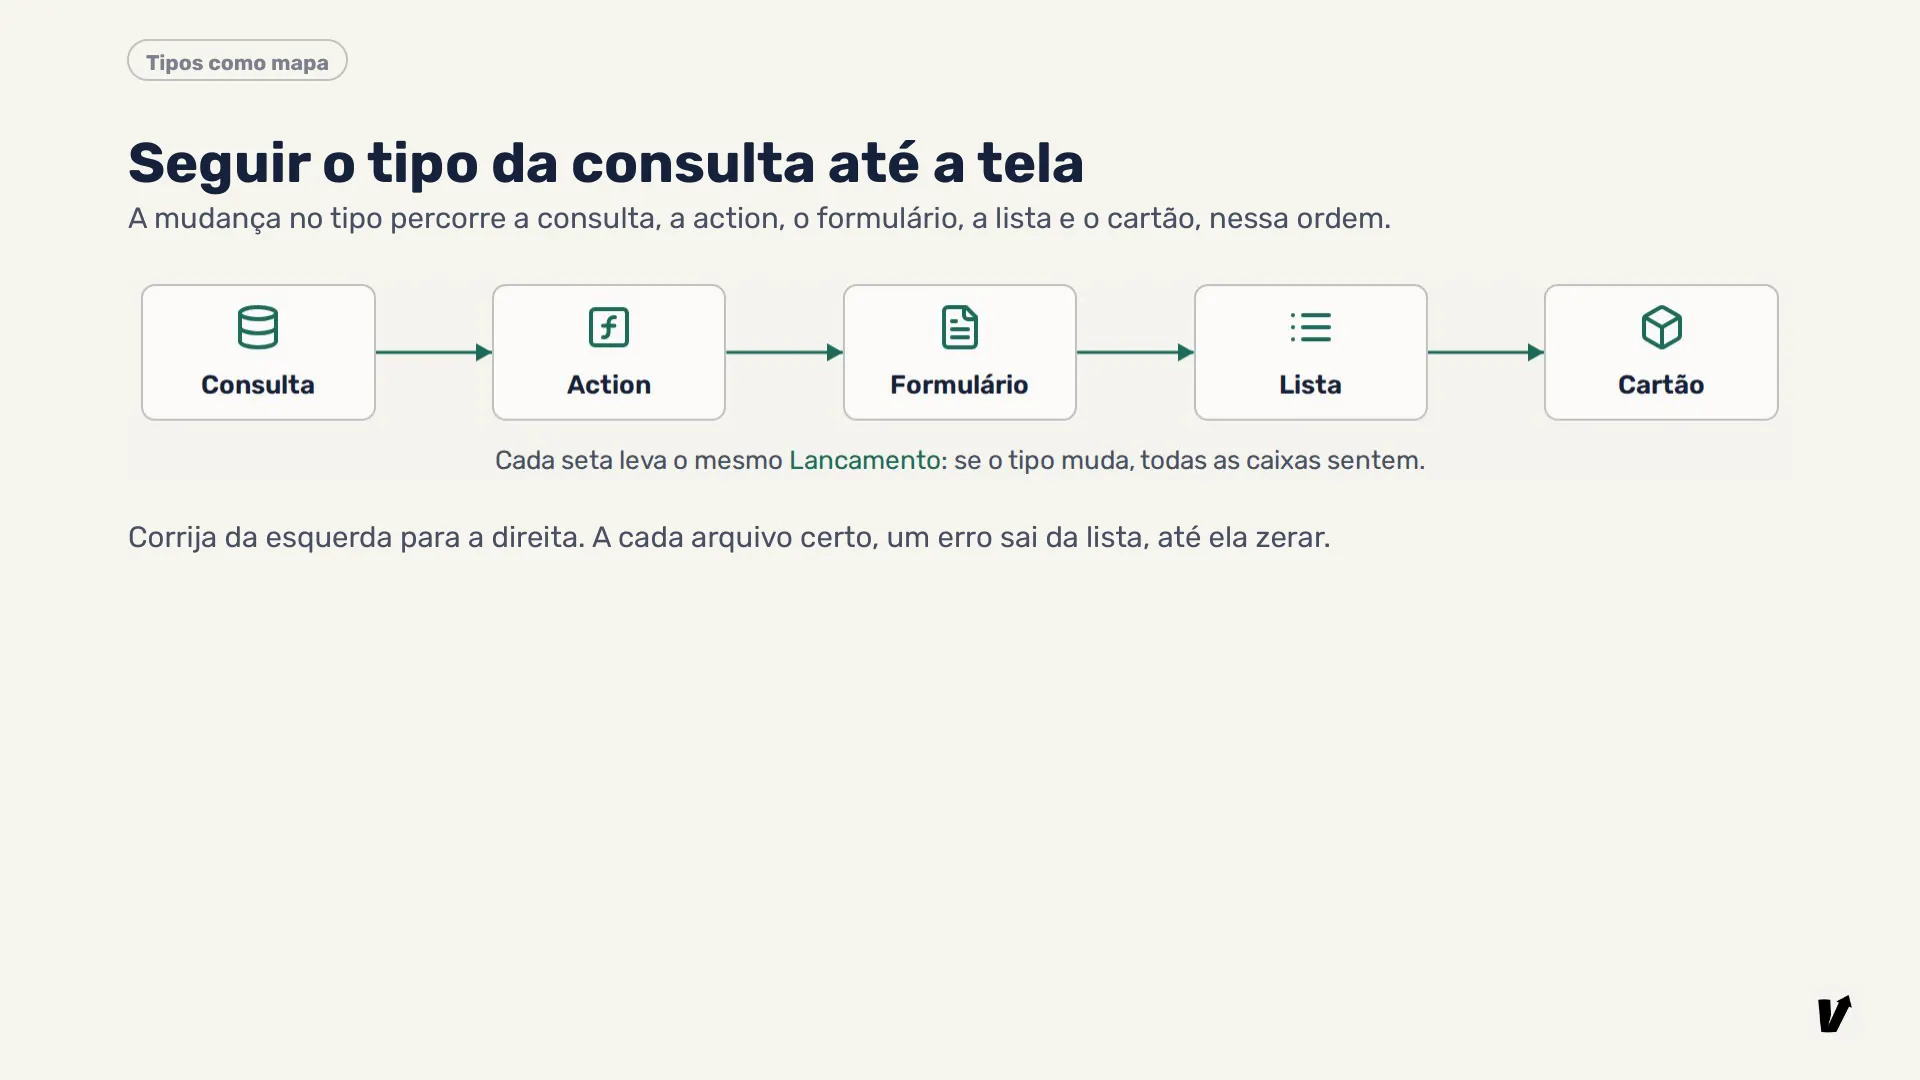 Tipos como mapa
Seguir o tipo da consulta até a tela
A mudança no tipo percorre a consulta, a action, o formulário, a lista e o cartão, nessa ordem.
Consulta
Action
Formulário
Lista
Cartão
Cada seta leva o mesmo Lancamento: se o tipo muda, todas as caixas sentem.
Corrija da esquerda para a direita. A cada arquivo certo, um erro sai da lista, até ela zerar.